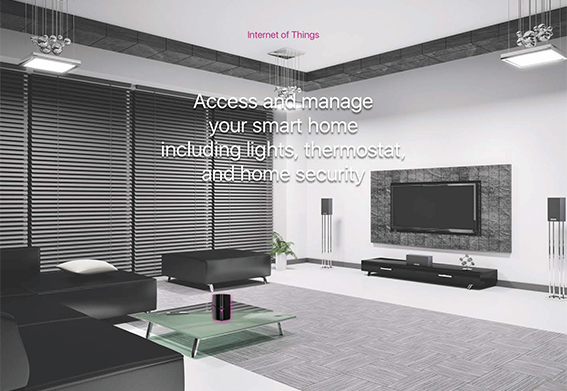 Internet of Things
Access and manage
your smart home
including lights, thermostat,
and home security